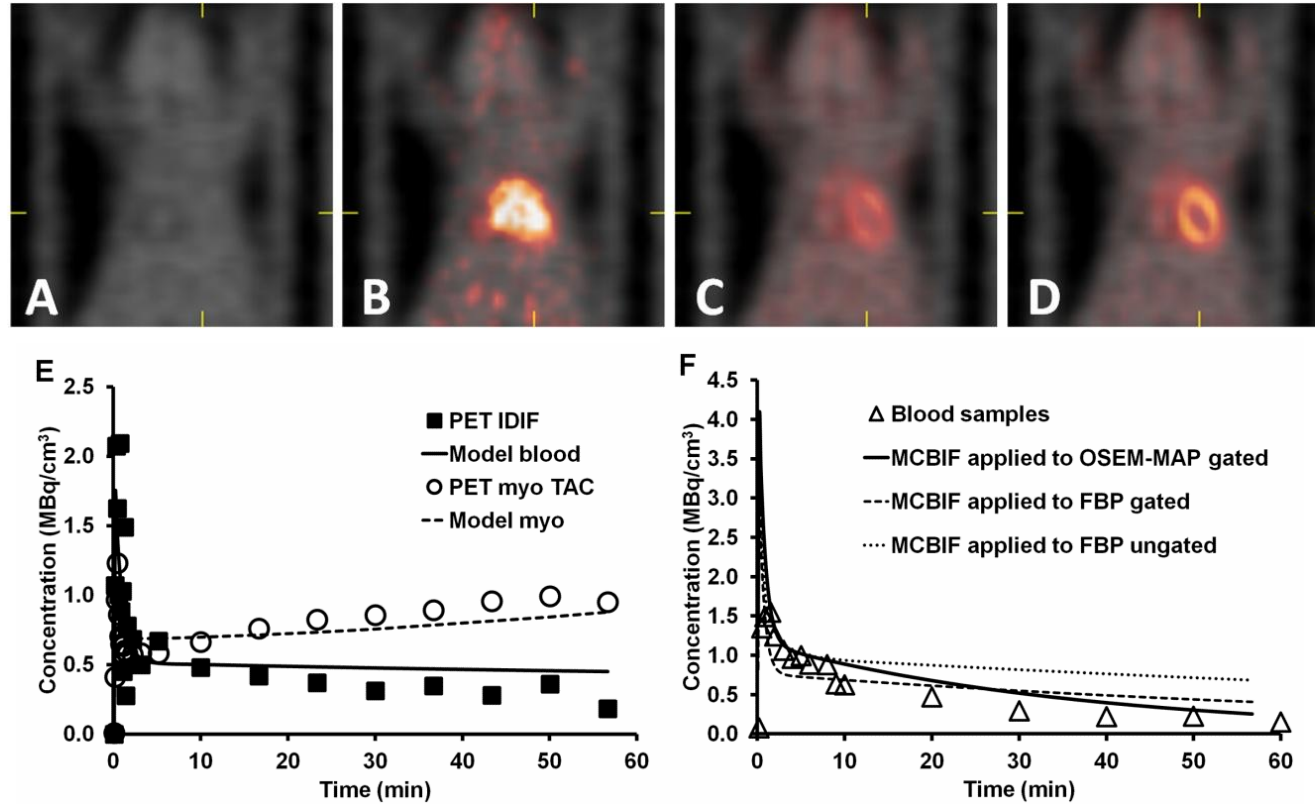 A
B
C
D
E
2.5
2.0
1.5
1.0
0.5
0.0
Concentration (MBq/cm³)
PET IDIF
Model blood
PET myo TAC
Model myo
0 10 20 30 40 50 60
Time (min)
F
4.5
4.0
3.5
3.0
2.5
2.0
1.5
1.0
0.5
0.0
Concentration (MBq/cm³)
Blood samples
MCBIF applied to OSEM-MAP gated
MCBIF applied to FBP gated
MCBIF applied to FBP ungated
0 10 20 30 40 50 60
Time (min)